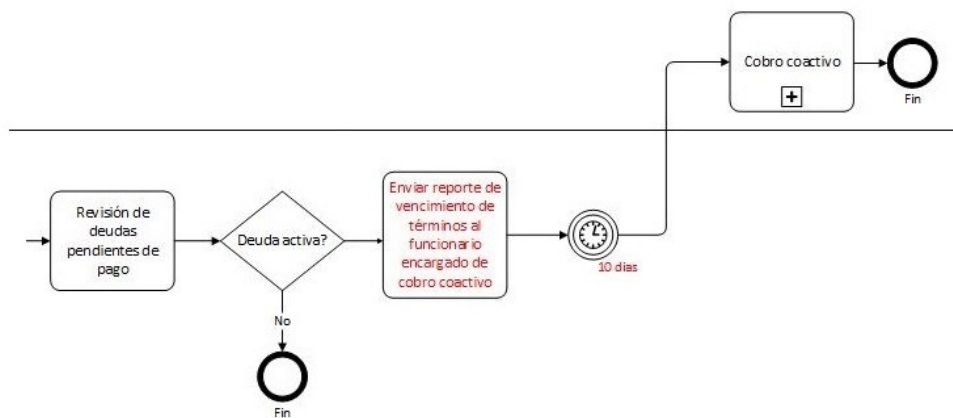 Cobro coactivo
Fin
Revisión de
deudas
pendientes de
pago
Deuda activa?
Enviar reporte de
vencimiento de
términos al
funcionario
encargado de
cobro coactivo
10 dias
No
Fin